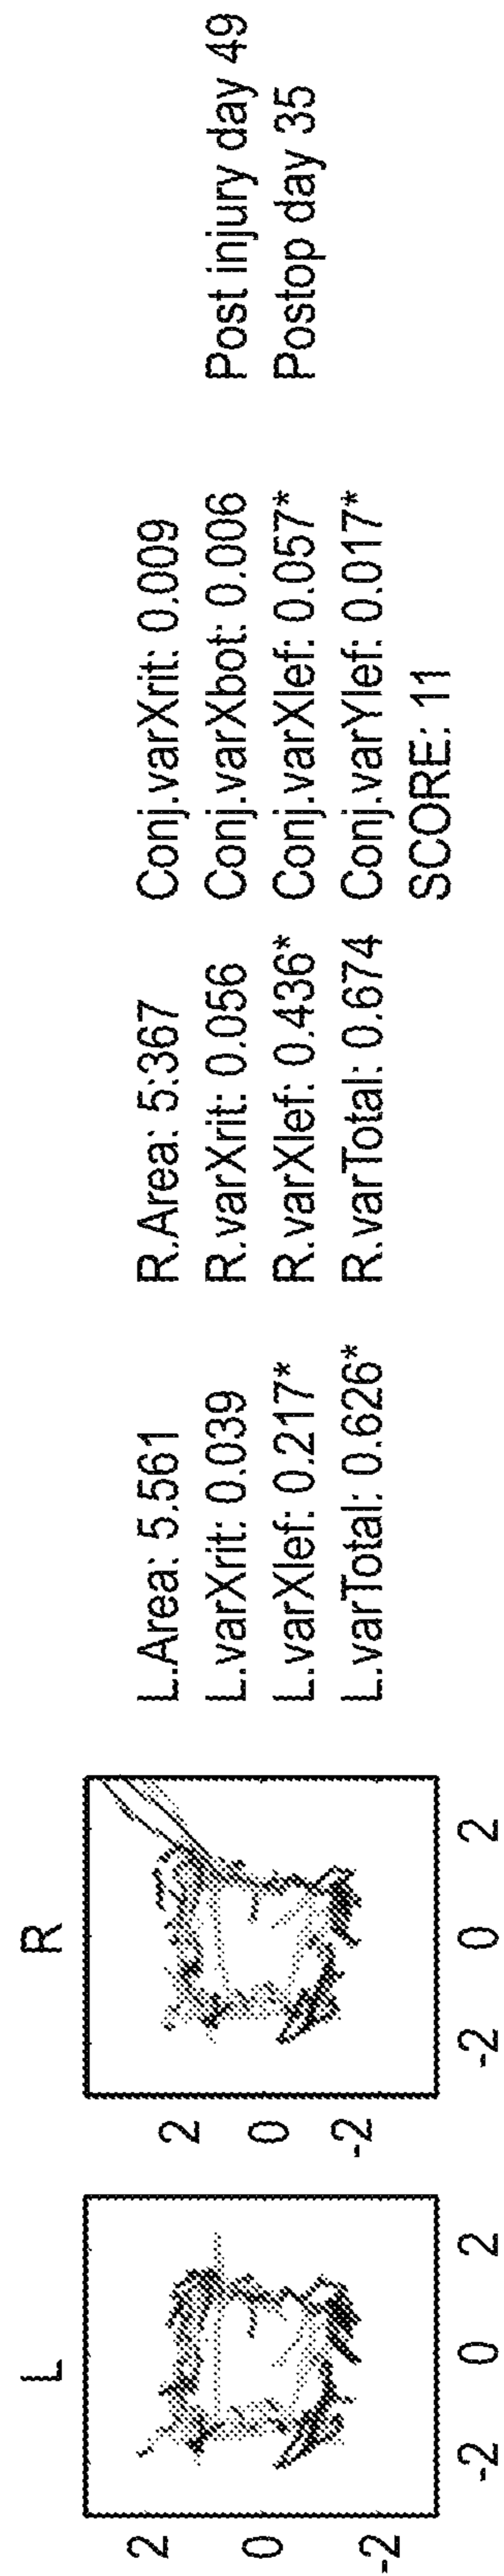 L
2
0
-2
-2
0
2
R
2
0
-2
-2
0
2
L.Area: 5.561
L.varXrit: 0.039
L.varXlef: 0.217*
L.varTotal: 0.626*
R.Area: 5.367
R.varXrit: 0.056
R.varXlef: 0.436*
R.varTotal: 0.674
Conj.varXrit: 0.009
Conj.varXbot: 0.006
Conj.varXlef: 0.057*
Conj.varYlef: 0.017*
SCORE: 11
Post injury day 49
Postop day 35